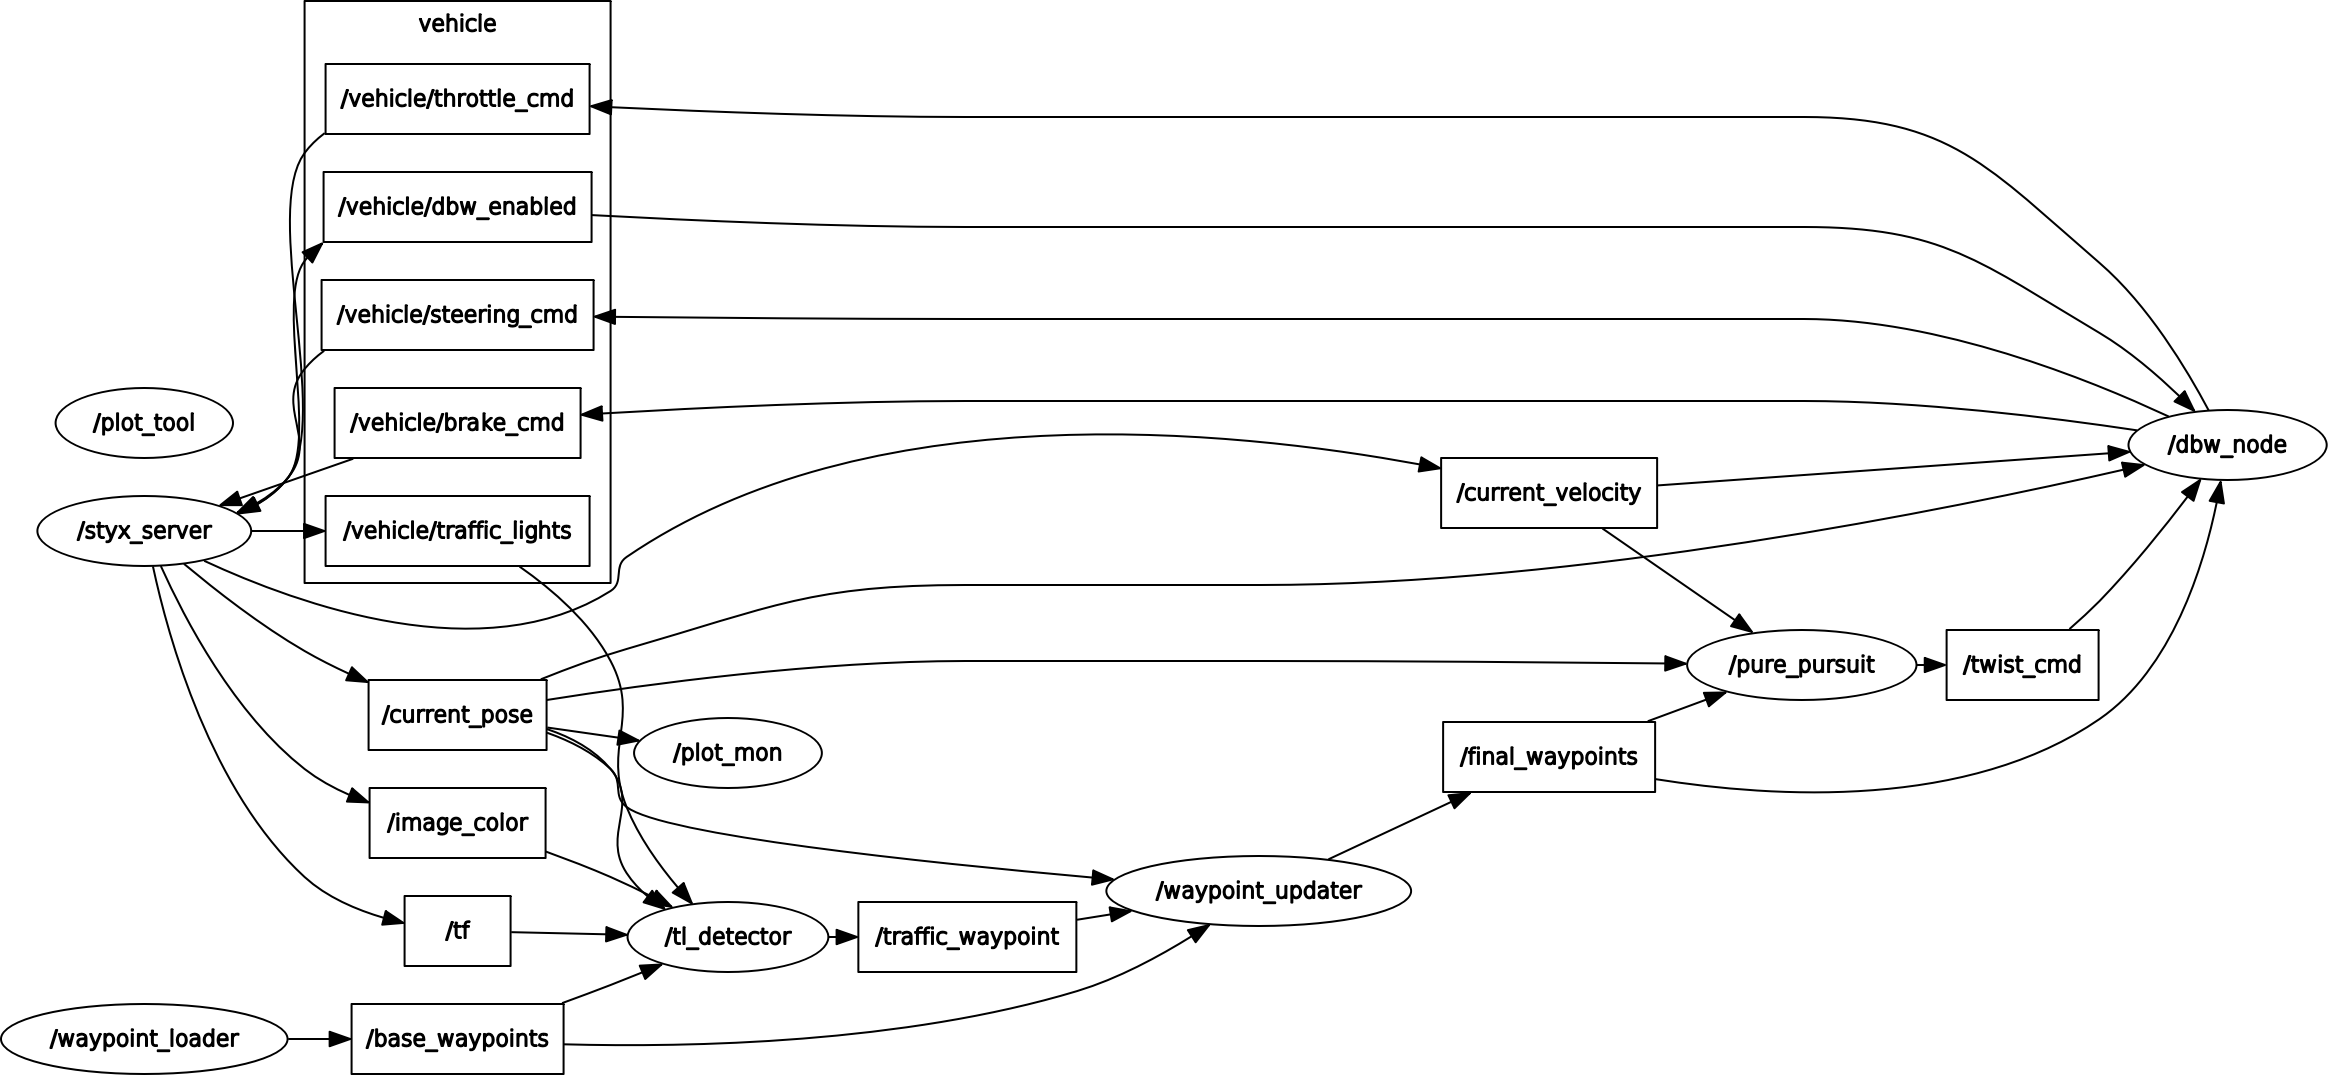 vehicle
/vehicle/throttle_cmd
/vehicle/dbw_enabled
/vehicle/steering_cmd
/plot_tool
/vehicle/brake_cmd
/dbw_node
/current_velocity
/styx_server
/vehicle/traffic_lights
/pure_pursuit
/twist_cmd
/current_pose
/plot_mon
/final_waypoints
/image_color
/waypoint_updater
/tf
/tl_detector
/traffic_waypoint
/waypoint_loader
/base_waypoints